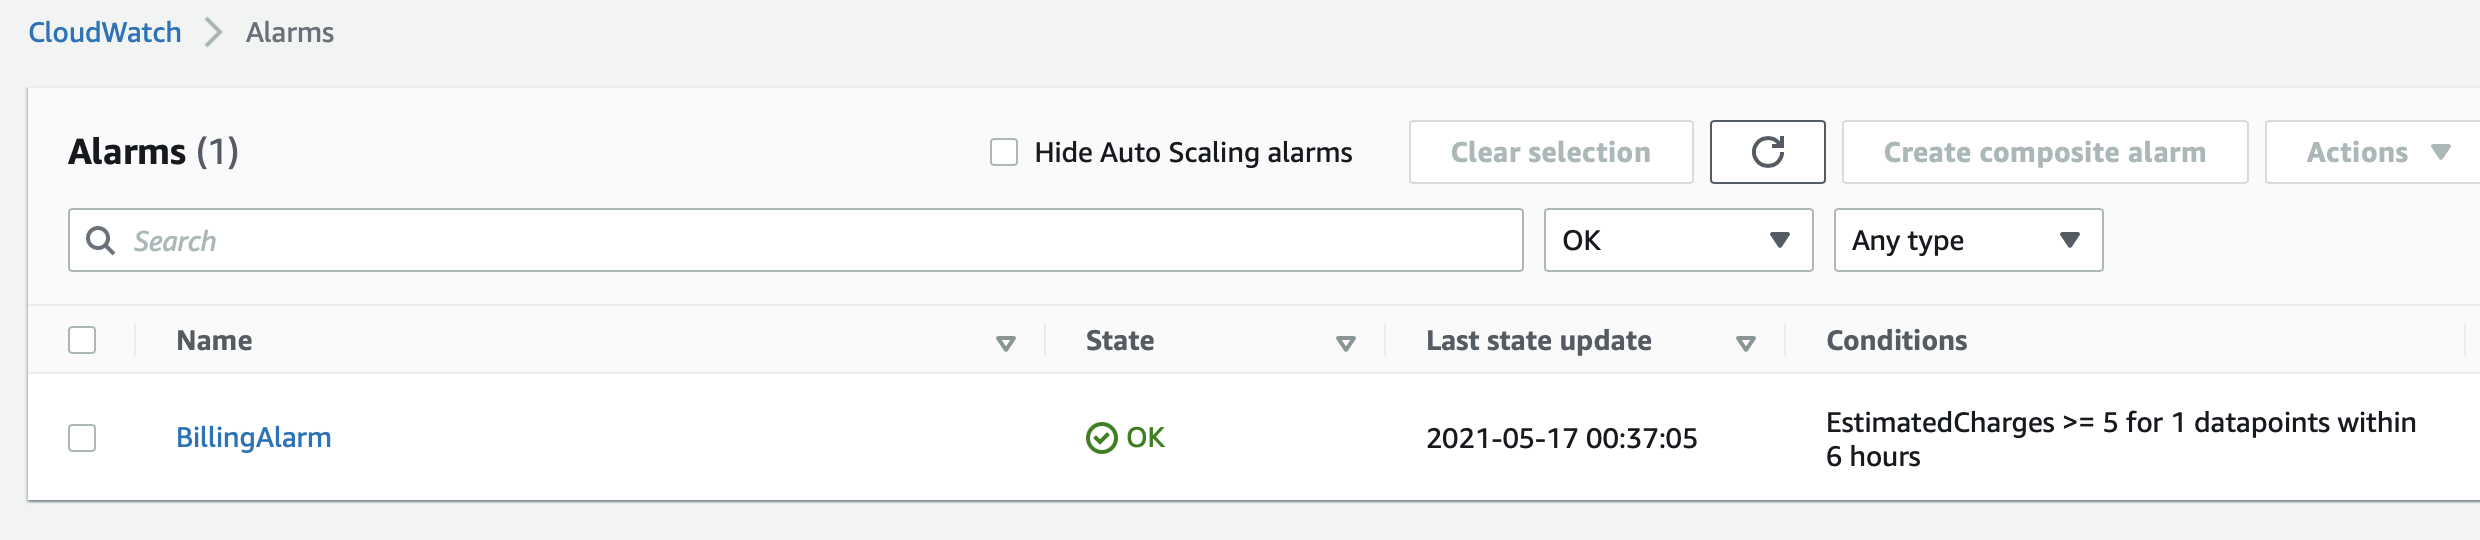 CloudWatch Alarms
Alarms (1) Hide Auto Scaling alarms Clear selection Create composite alarm Actions
Search OK Any type
Name State Last state update Conditions
BillingAlarm OK 2021-05-17 00:37:05 EstimatedCharges >= 5 for 1 datapoints within
6 hours